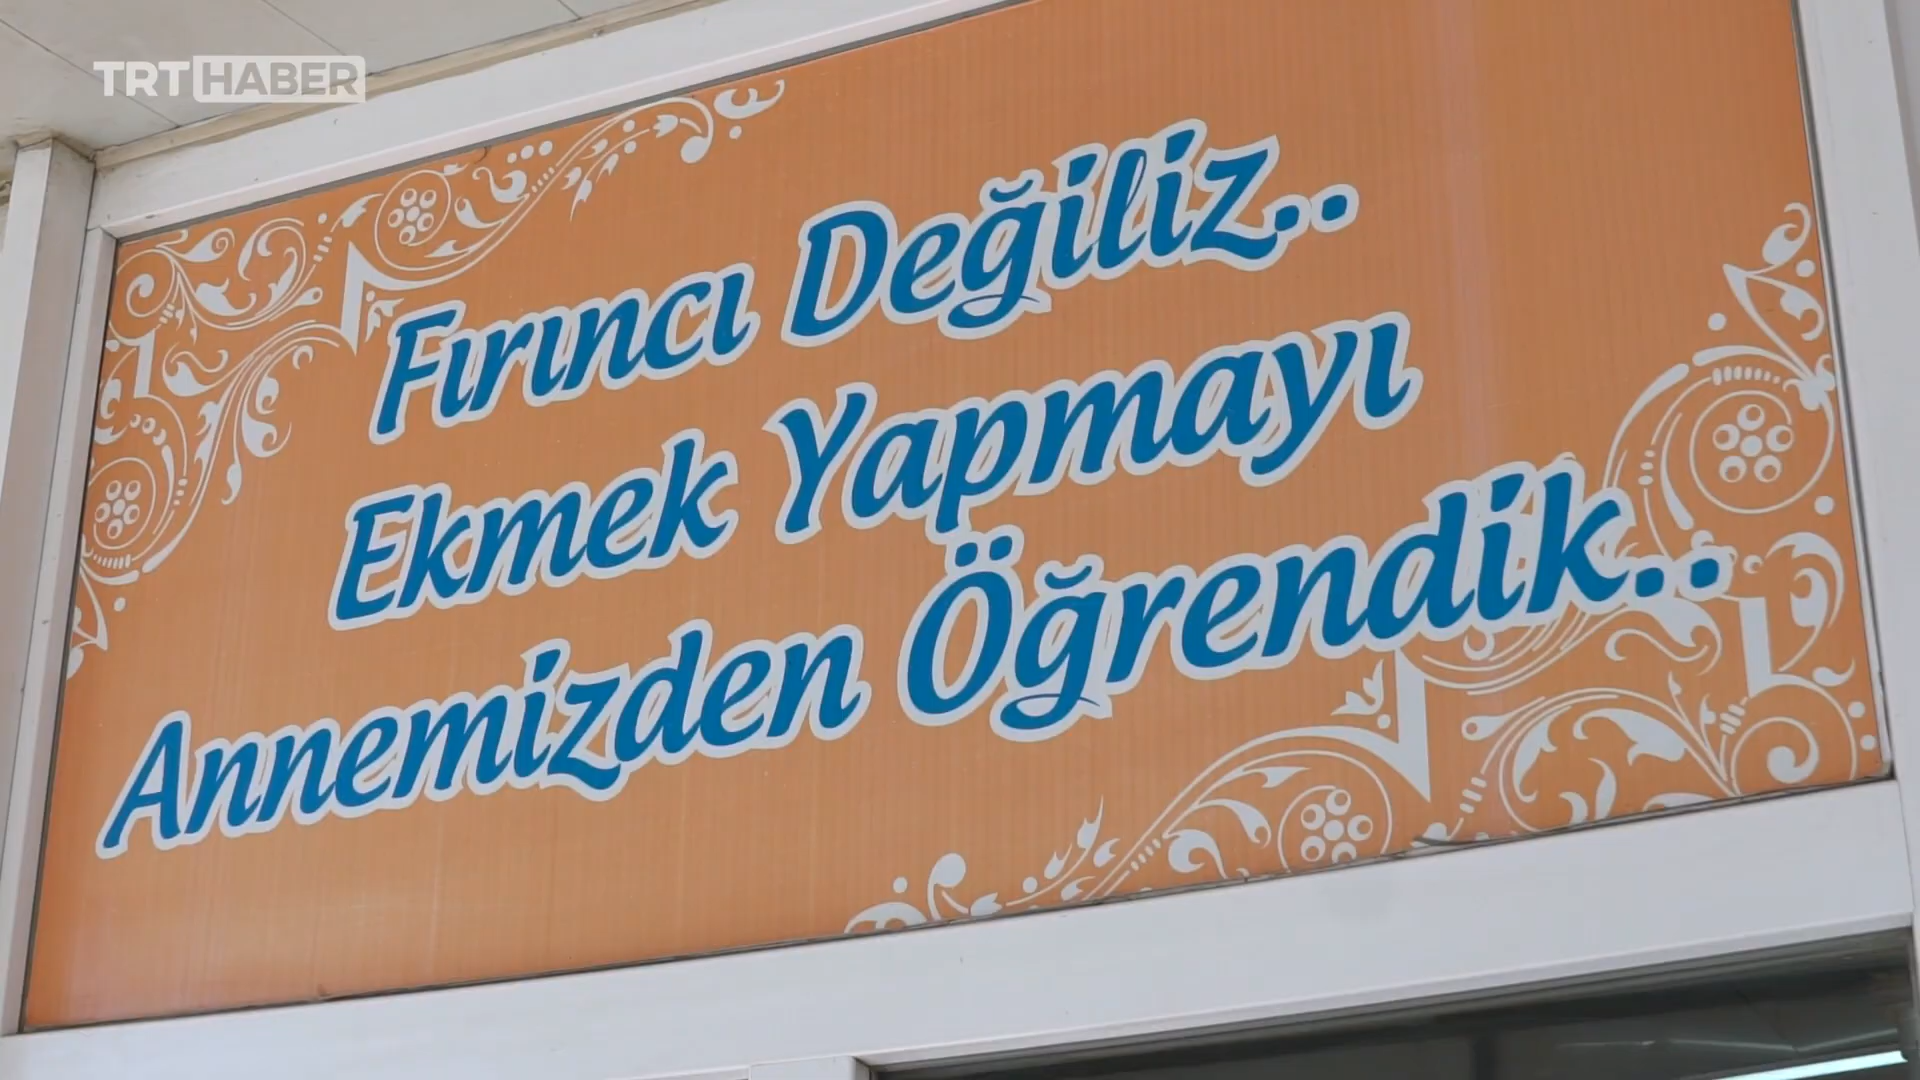 TRT HABER
Fırıncı Değiliz..
Ekmek Yapmayı
Annemizden Öğrendik..